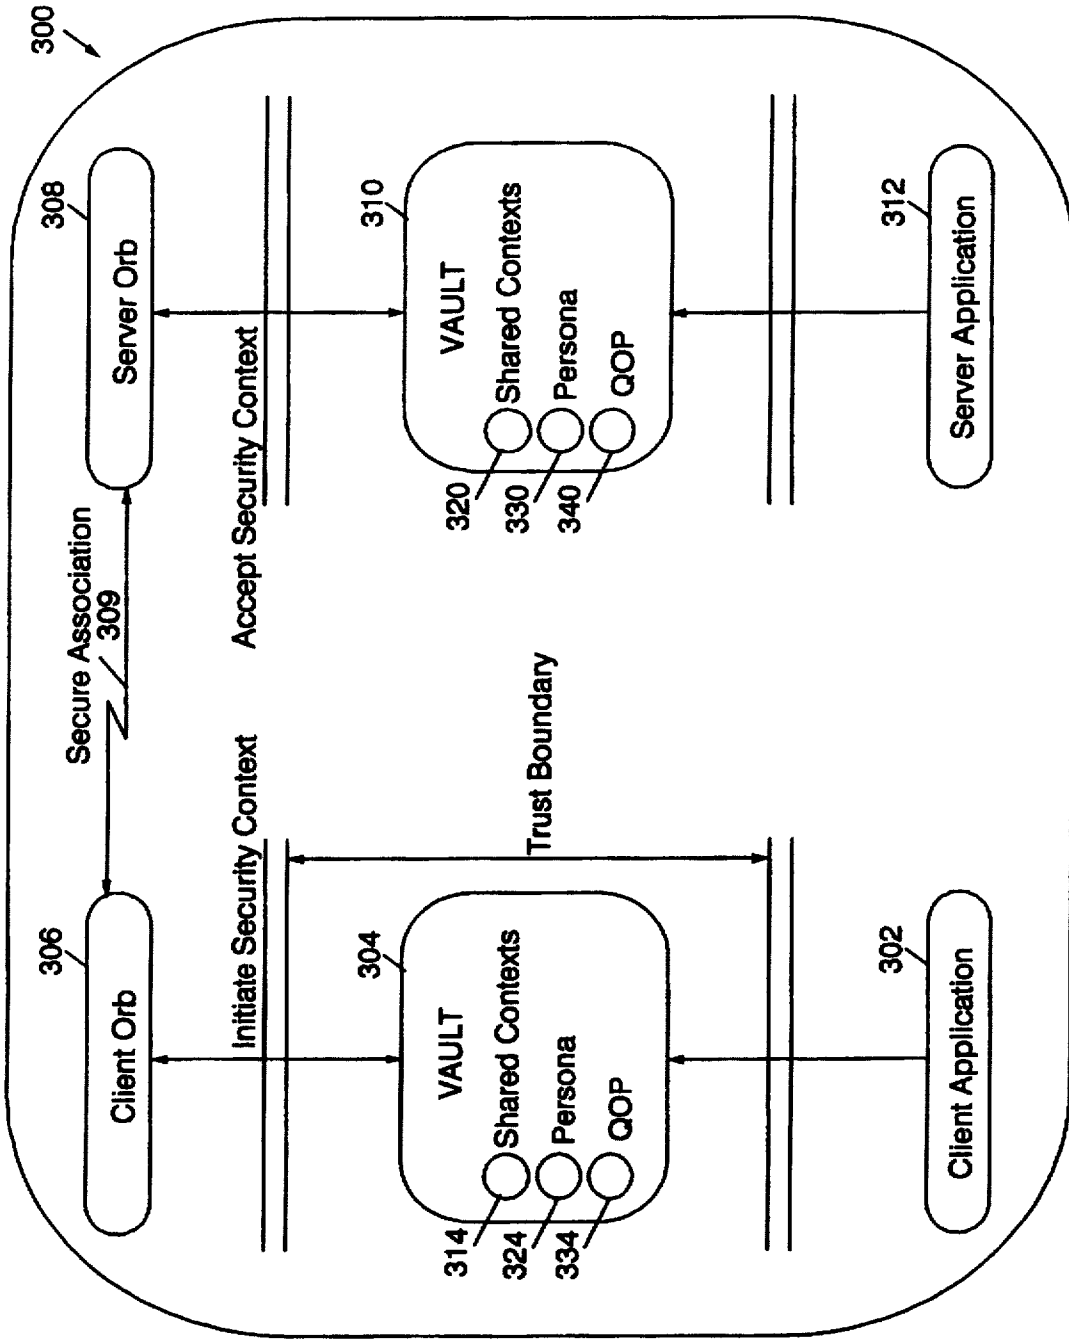 300
Secure Association
309
306
Client Orb
308
Server Orb
Initiate Security Context
Accept Security Context
304
VAULT
314
Shared Contexts
324
Persona
334
QOP
Trust Boundary
310
VAULT
320
Shared Contexts
330
Persona
340
QOP
302
Client Application
312
Server Application